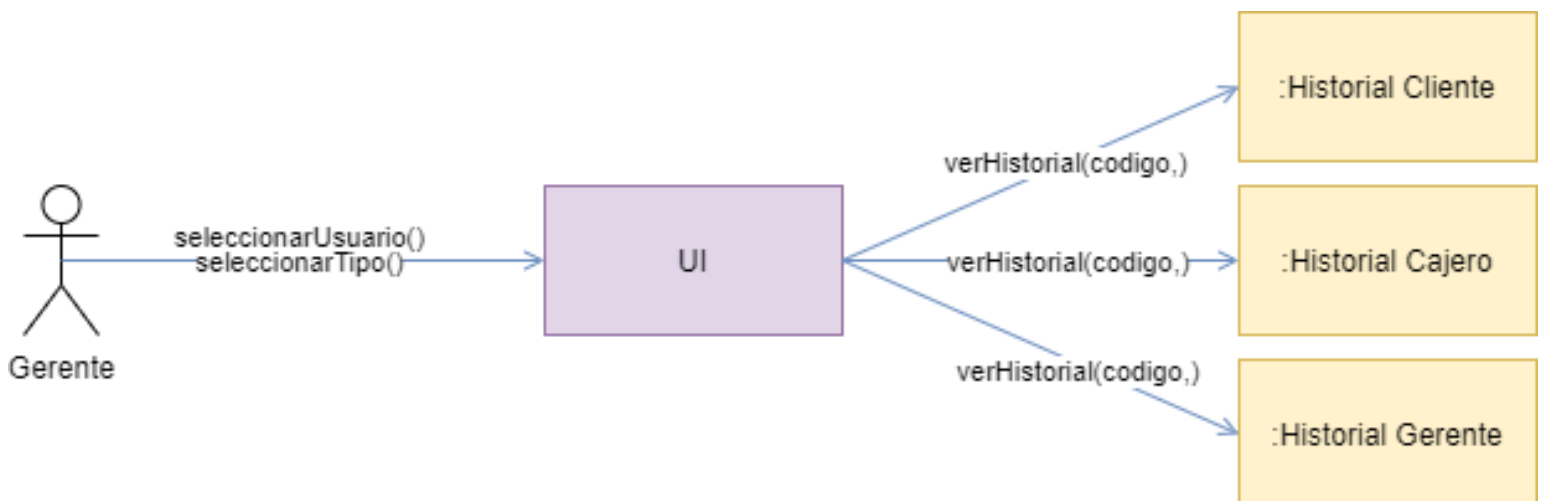 :Historial Cliente
verHistorial(codigo,)
seleccionarUsuario()
seleccionarTipo()
UI
verHistorial(codigo,)
:Historial Cajero
Gerente
verHistorial(codigo,)
:Historial Gerente